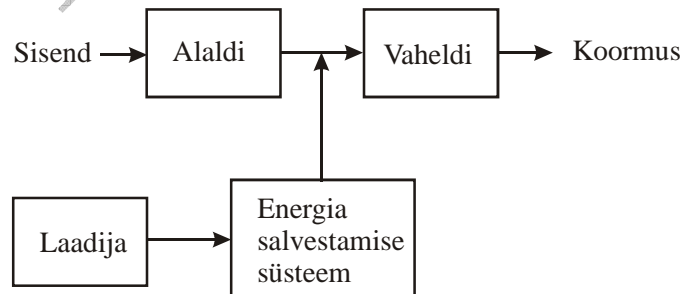 Sisend
Alaldi
Vaheldi
Koormus
Laadija
Energia
salvestamise
süsteem